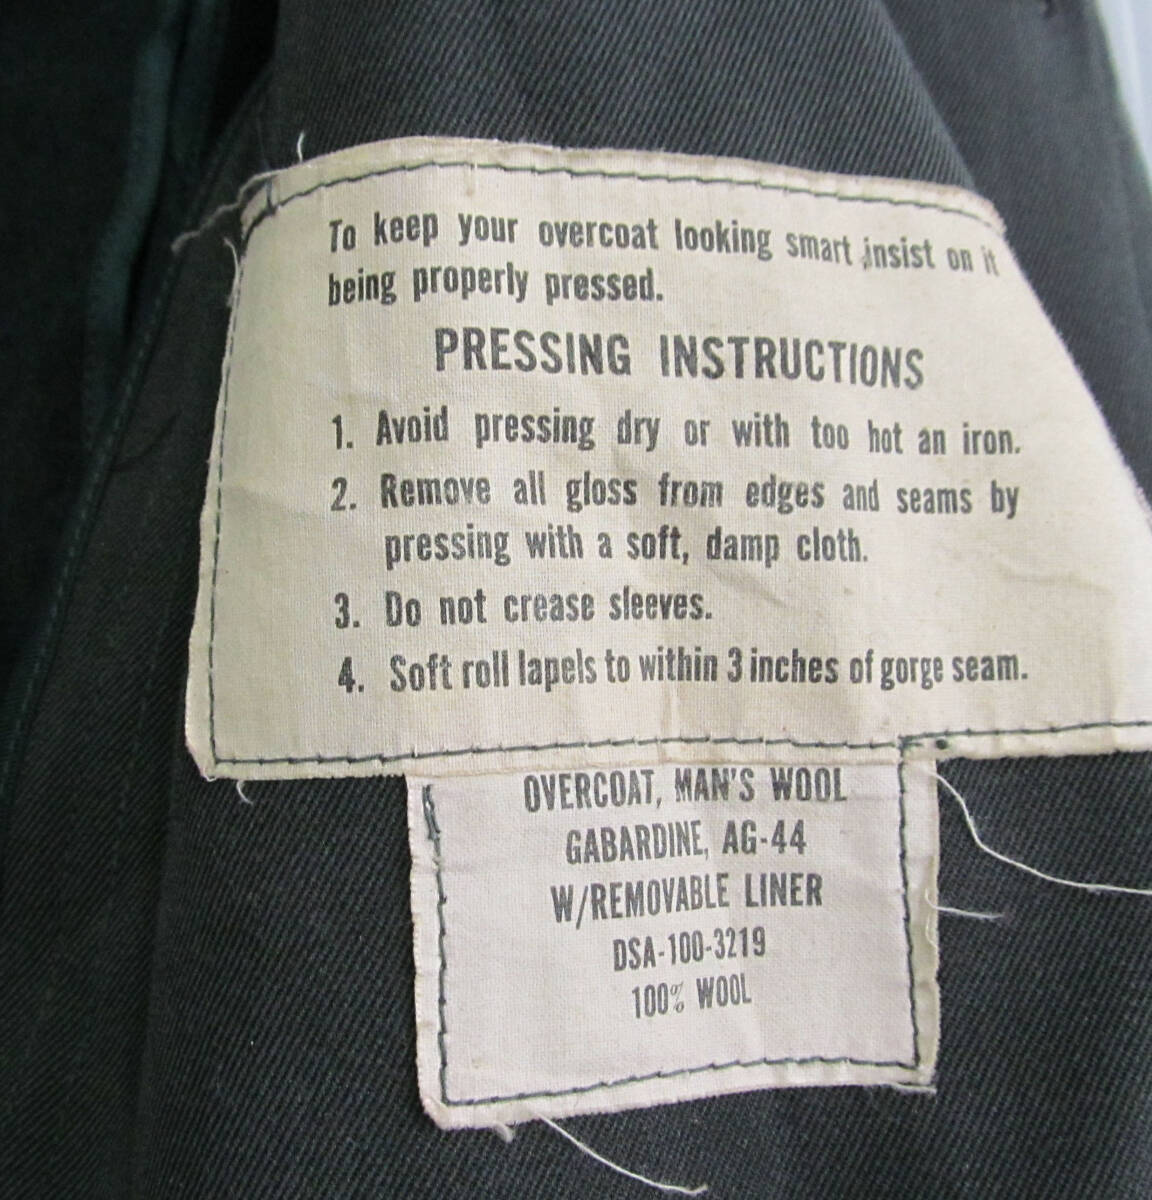 To keep your overcoat looking smart insist on it
being properly pressed.
PRESSING INSTRUCTIONS
1. Avoid pressing dry or with too hot an iron.
2. Remove all gloss from edges and seams by
pressing with a soft, damp cloth.
3. Do not crease sleeves.
4. Soft roll lapels to within 3 inches of gorge seam.
OVERCOAT, MAN'S WOOL
GABARDINE, AG-44
W/REMOVABLE LINER
DSA-100-3219
100% WOOL